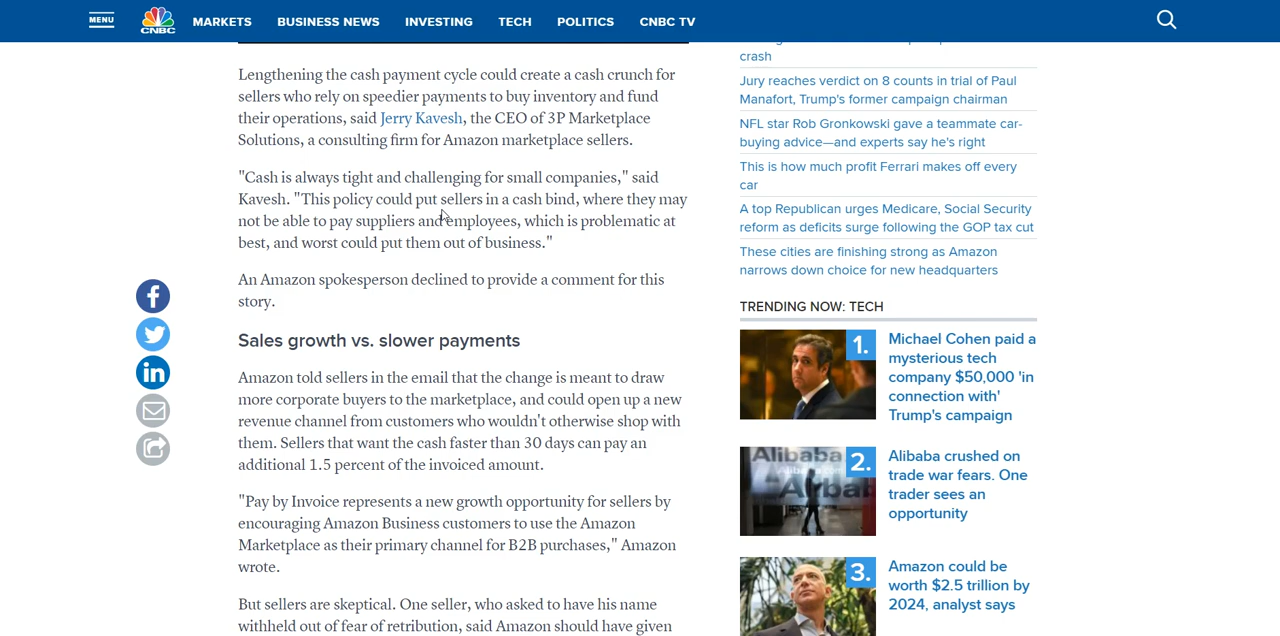 MENU
CNBC
MARKETS
BUSINESS NEWS
INVESTING
TECH
POLITICS
CNBC TV
Lengthening the cash payment cycle could create a cash crunch for
sellers who rely on speedier payments to buy inventory and fund
their operations, said Jerry Kavesh, the CEO of 3P Marketplace
Solutions, a consulting firm for Amazon marketplace sellers.
"Cash is always tight and challenging for small companies," said
Kavesh. "This policy could put sellers in a cash bind, where they may
not be able to pay suppliers and employees, which is problematic at
best, and worst could put them out of business."
An Amazon spokesperson declined to provide a comment for this
story.
Sales growth vs. slower payments
Amazon told sellers in the email that the change is meant to draw
more corporate buyers to the marketplace, and could open up a new
revenue channel from customers who wouldn't otherwise shop with
them. Sellers that want the cash faster than 30 days can pay an
additional 1.5 percent of the invoiced amount.
"Pay by Invoice represents a new growth opportunity for sellers by
encouraging Amazon Business customers to use the Amazon
Marketplace as their primary channel for B2B purchases," Amazon
wrote.
But sellers are skeptical. One seller, who asked to have his name
withheld out of fear of retribution, said Amazon should have given
crash
Jury reaches verdict on 8 counts in trial of Paul
Manafort, Trump's former campaign chairman
NFL star Rob Gronkowski gave a teammate car-
buying advice—and experts say he's right
This is how much profit Ferrari makes off every
car
A top Republican urges Medicare, Social Security
reform as deficits surge following the GOP tax cut
These cities are finishing strong as Amazon
narrows down choice for new headquarters
TRENDING NOW: TECH
1.
Michael Cohen paid a
mysterious tech
company $50,000 'in
connection with'
Trump's campaign
Alibaba
2.
Alibaba crushed on
trade war fears. One
trader sees an
opportunity
3.
Amazon could be
worth $2.5 trillion by
2024, analyst says